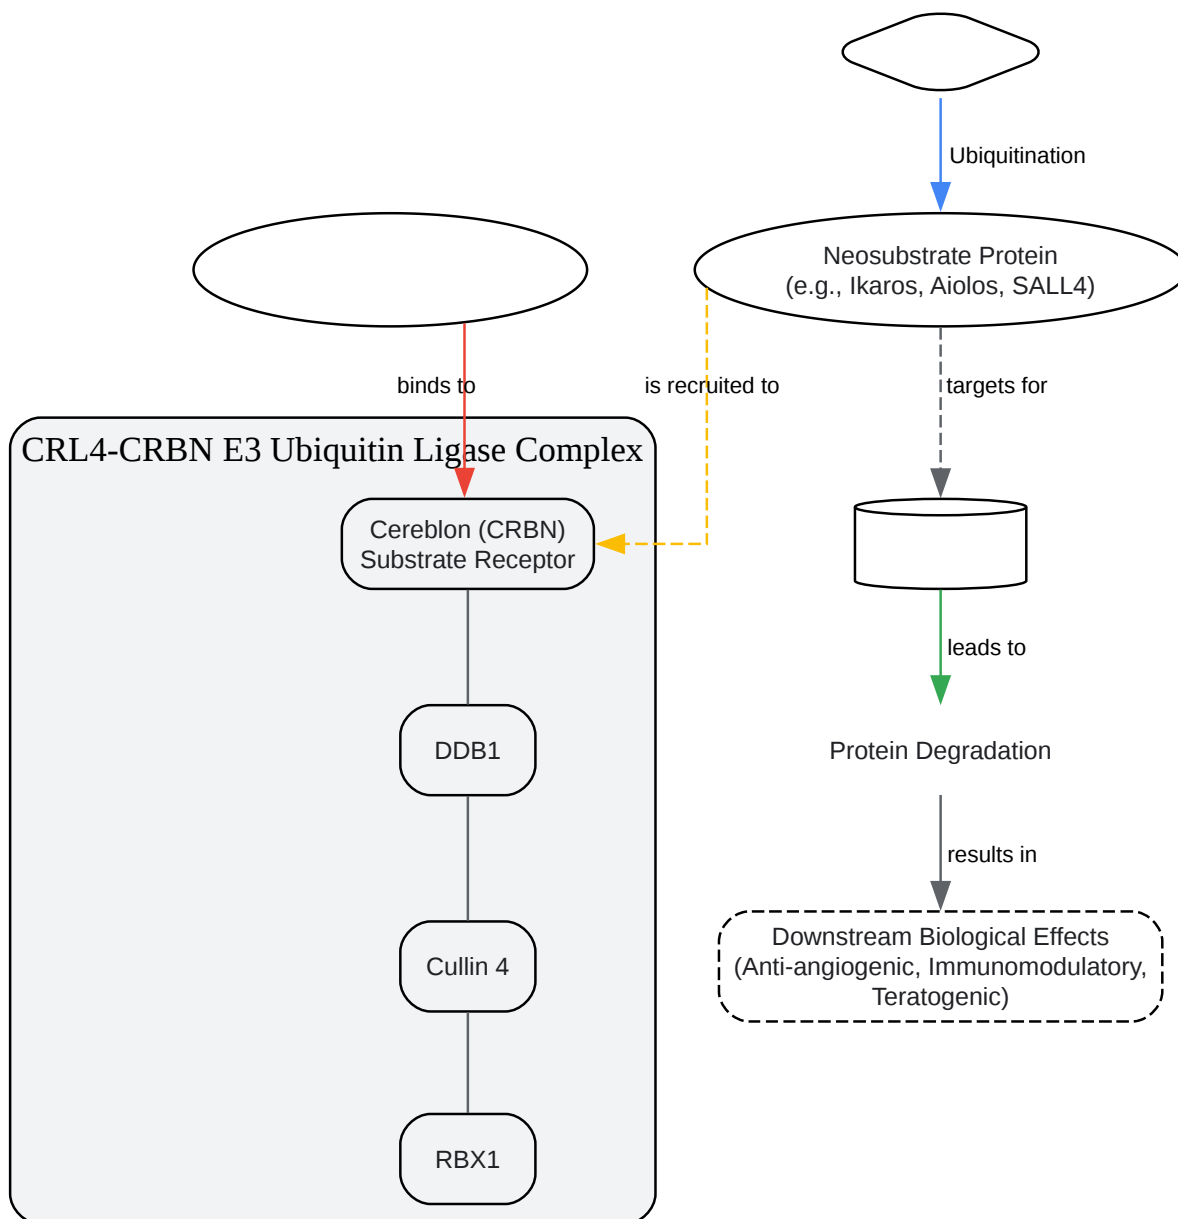 Ubiquitination
Neosubstrate Protein
(e.g., Ikaros, Aiolos, SALL4)
binds to
is recruited to
targets for
CRL4-CRBN E3 Ubiquitin Ligase Complex
Cereblon (CRBN)
Substrate Receptor
leads to
DDB1
Protein Degradation
results in
Downstream Biological Effects
(Anti-angiogenic, Immunomodulatory,
Teratogenic)
Cullin 4
RBX1